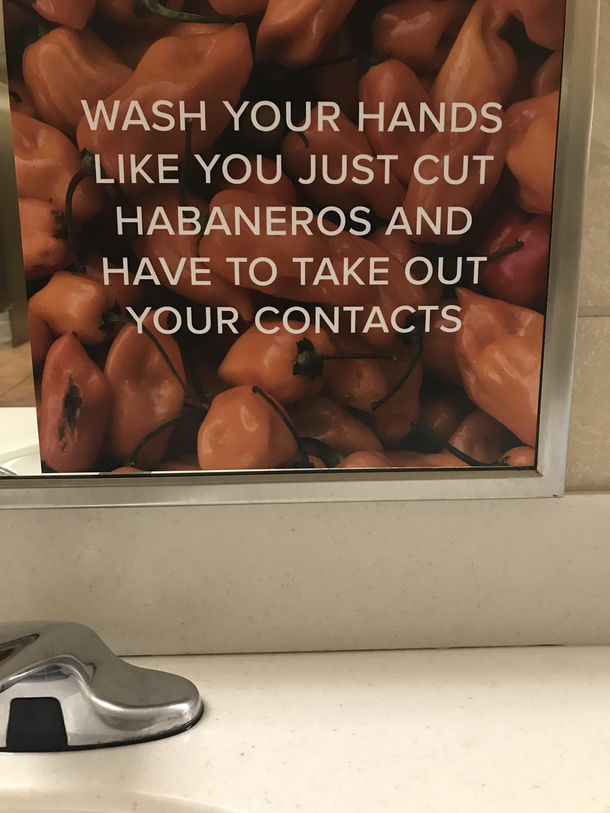 WASH YOUR HANDS
LIKE YOU JUST CUT
HABANEROS AND
HAVE TO TAKE OUT
YOUR CONTACTS